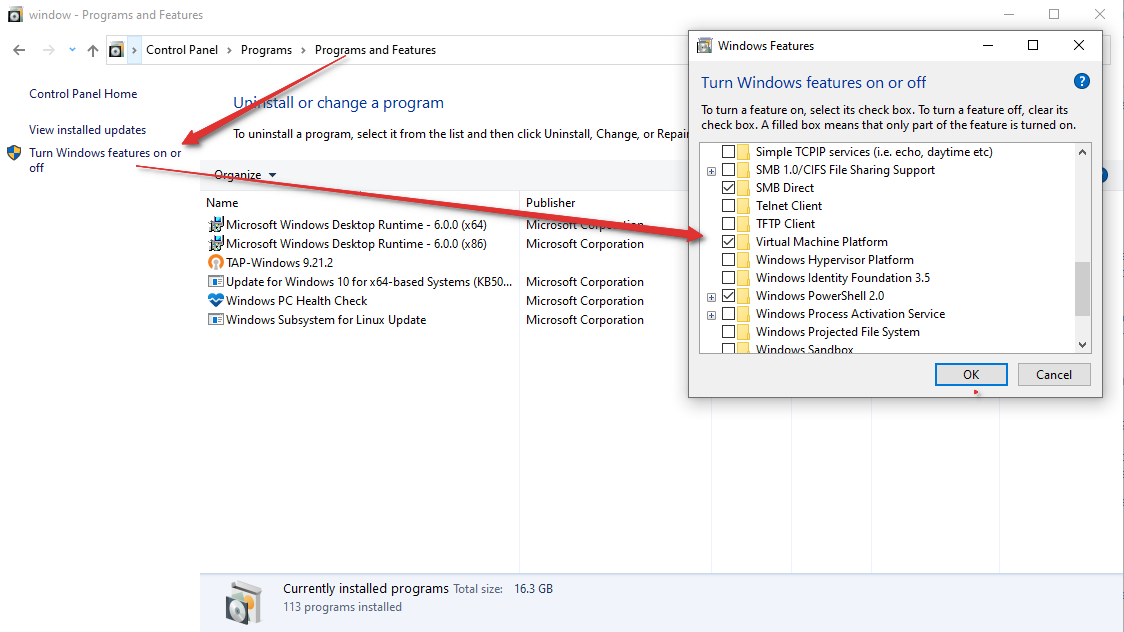 window - Programs and Features
Control Panel > Programs > Programs and Features
Control Panel Home
View installed updates
Turn Windows features on or
off
Uninstall or change a program
To uninstall a program, select it from the list and then click Uninstall, Change, or Repair
Organize
Name Publisher
Microsoft Windows Desktop Runtime - 6.0.0 (x64) Microsoft Corporation
Microsoft Windows Desktop Runtime - 6.0.0 (x86) Microsoft Corporation
TAP-Windows 9.21.2
Update for Windows 10 for x64-based Systems (KB50... Microsoft Corporation
Windows PC Health Check Microsoft Corporation
Windows Subsystem for Linux Update Microsoft Corporation
Currently installed programs Total size: 16.3 GB
113 programs installed
Windows Features
Turn Windows features on or off
To turn a feature on, select its check box. To turn a feature off, clear its
check box. A filled box means that only part of the feature is turned on.
Simple TCPIP services (i.e. echo, daytime etc)
SMB 1.0/CIFS File Sharing Support
SMB Direct
Telnet Client
TFTP Client
Virtual Machine Platform
Windows Hypervisor Platform
Windows Identity Foundation 3.5
Windows PowerShell 2.0
Windows Process Activation Service
Windows Projected File System
Windows Sandbox
OK Cancel